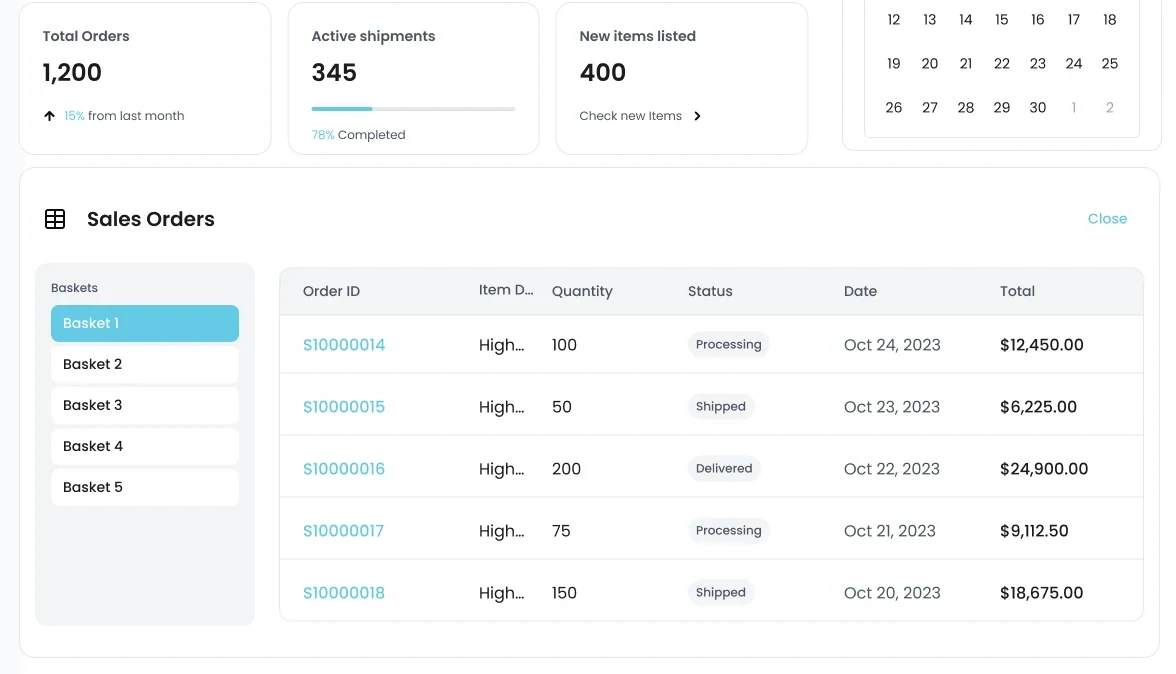 Total Orders
1,200
15% from last month
Active shipments
345
78% Completed
New items listed
400
Check new Items
12 13 14 15 16 17 18
19 20 21 22 23 24 25
26 27 28 29 30 1 2
Sales Orders
Close
Baskets
Basket 1
Basket 2
Basket 3
Basket 4
Basket 5
Order ID Item D... Quantity Status Date Total
S10000014 High... 100 Processing Oct 24, 2023 $12,450.00
S10000015 High... 50 Shipped Oct 23, 2023 $6,225.00
S10000016 High... 200 Delivered Oct 22, 2023 $24,900.00
S10000017 High... 75 Processing Oct 21, 2023 $9,112.50
S10000018 High... 150 Shipped Oct 20, 2023 $18,675.00